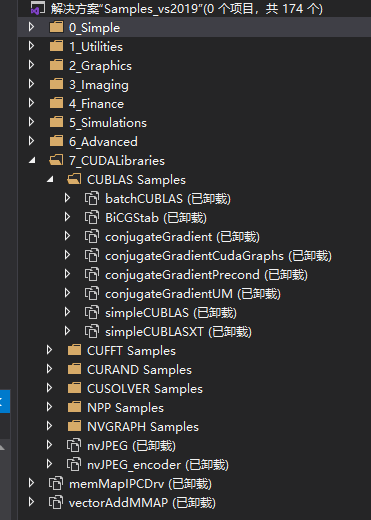 解决方案"Samples_vs2019"(0 个项目，共 174 个)
0_Simple
1_Utilities
2_Graphics
3_Imaging
4_Finance
5_Simulations
6_Advanced
7_CUDALibraries
CUBLAS Samples
batchCUBLAS (已卸载)
BiCGStab (已卸载)
conjugateGradient (已卸载)
conjugateGradientCudaGraphs (已卸载)
conjugateGradientPrecond (已卸载)
conjugateGradientUM (已卸载)
simpleCUBLAS (已卸载)
simpleCUBLASXT (已卸载)
CUFFT Samples
CURAND Samples
CUSOLVER Samples
NPP Samples
NVGRAPH Samples
nvJPEG (已卸载)
nvJPEG_encoder (已卸载)
memMapIPCDrv (已卸载)
vectorAddMMAP (已卸载)